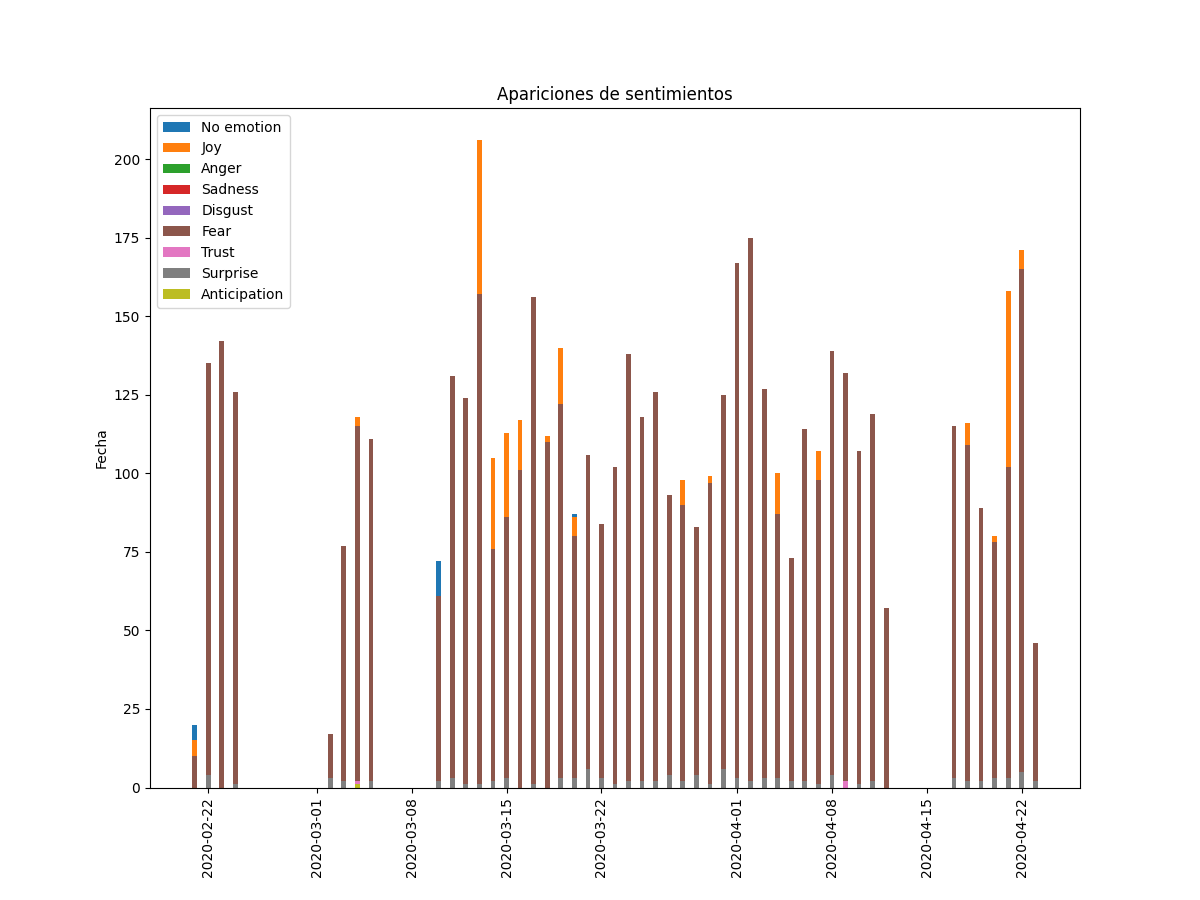 Apariciones de sentimientos
No emotion
Joy
Anger
Sadness
Disgust
Fear
Trust
Surprise
Anticipation
Fecha
200
175
150
125
100
75
50
25
0
2020-02-22
2020-03-01
2020-03-08
2020-03-15
2020-03-22
2020-04-01
2020-04-08
2020-04-15
2020-04-22